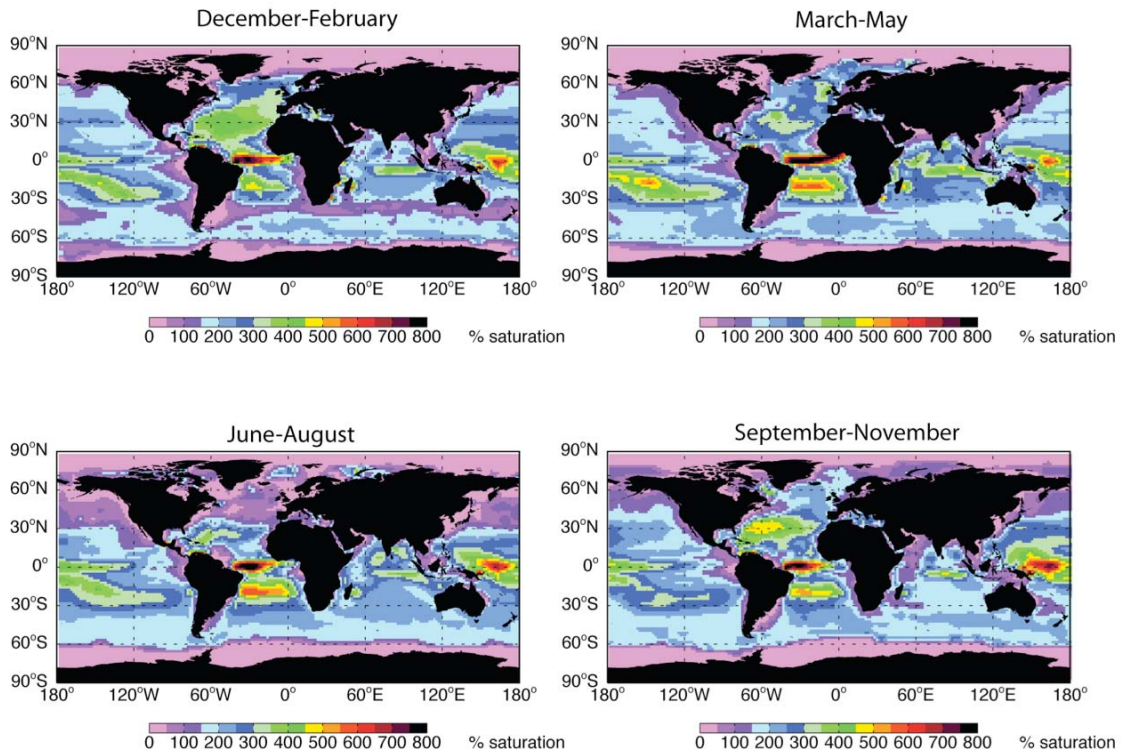 December-February
March-May
90°N
60°N
30°N
0°
30°S
60°S
90°S
180° 120°W 60°W 0° 60°E 120°E 180°
0 100 200 300 400 500 600 700 800 % saturation
90°N
60°N
30°N
0°
30°S
60°S
90°S
180° 120°W 60°W 0° 60°E 120°E 180°
0 100 200 300 400 500 600 700 800 % saturation
June-August
September-November
90°N
60°N
30°N
0°
30°S
60°S
90°S
180° 120°W 60°W 0° 60°E 120°E 180°
0 100 200 300 400 500 600 700 800 % saturation
90°N
60°N
30°N
0°
30°S
60°S
90°S
180° 120°W 60°W 0° 60°E 120°E 180°
0 100 200 300 400 500 600 700 800 % saturation